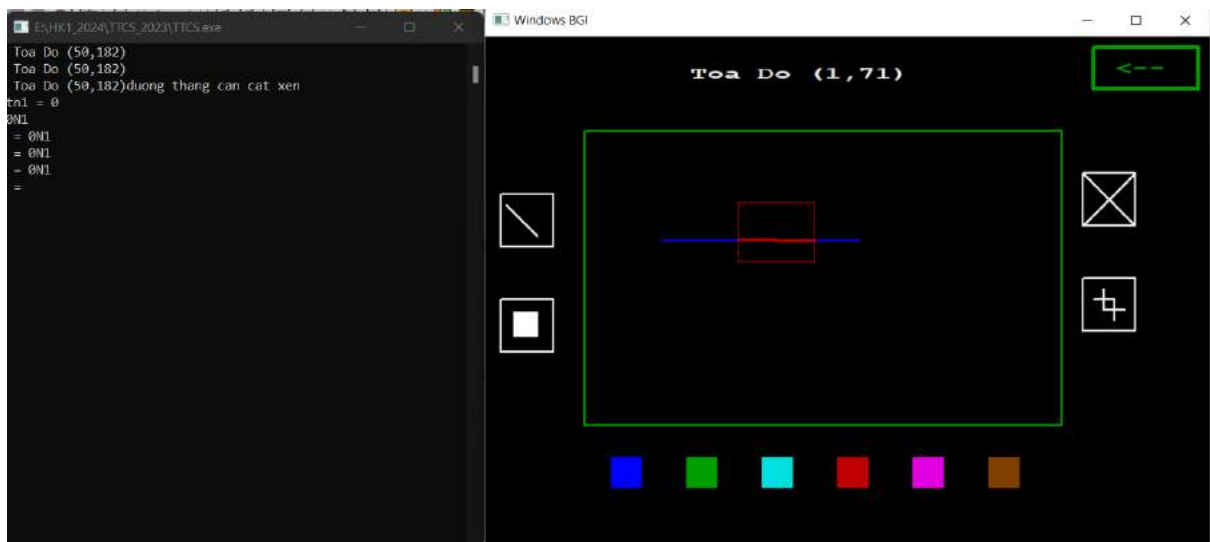 E:\HK1_2024\TTCS_2023\TTCS.exe
Toa Do (50,182)
Toa Do (50,182)
Toa Do (50,182)duong thang can cat xen
tn1 = 0
0N1
= 0N1
= 0N1
= 0N1
=
Windows BGI
Toa Do (1,71)
<--